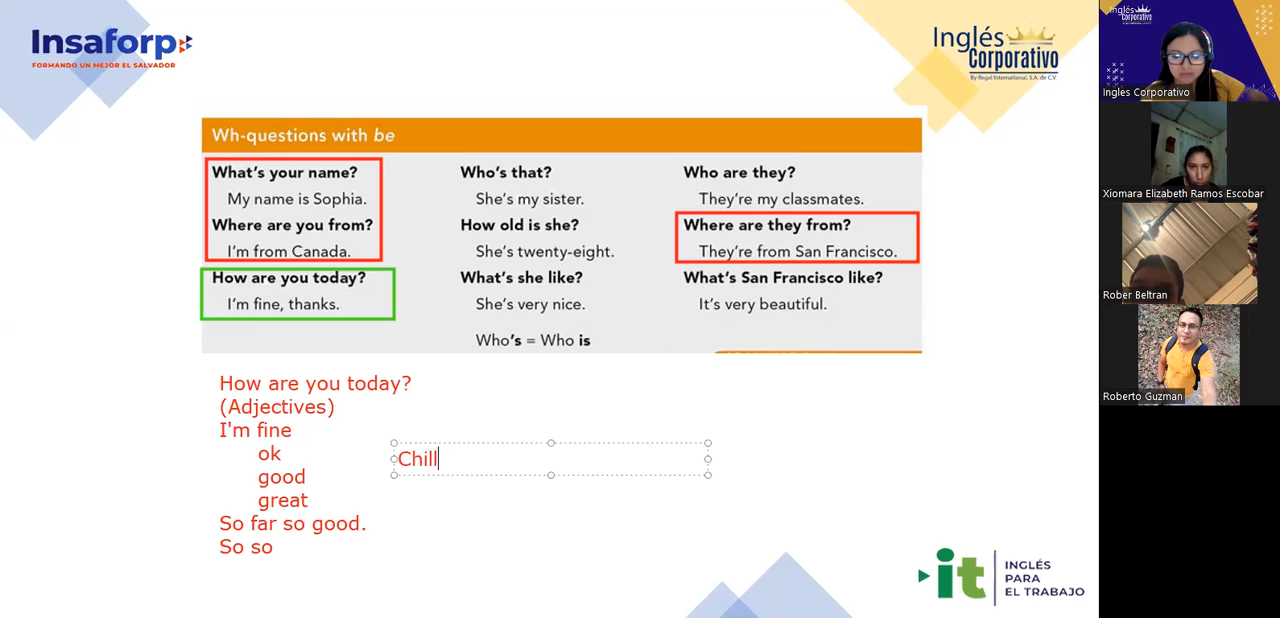 Insaforp
FORMANDO UN MEJOR EL SALVADOR
Inglés
Corporativo
By Regal International, S.A. de C.V
Wh-questions with be
What's your name?
My name is Sophia.
Where are you from?
I'm from Canada.
How are you today?
I'm fine, thanks.
Who's that?
She's my sister.
How old is she?
She's twenty-eight.
What's she like?
She's very nice.
Who's = Who is
Who are they?
They're my classmates.
Where are they from?
They're from San Francisco.
What's San Francisco like?
It's very beautiful.
How are you today?
(Adjectives)
I'm fine
ok
good
great
So far so good.
So so
Chill
it
INGLÉS
PARA
EL TRABAJO
Inglés
Corporativo
Ingles Corporativo
Xiomara Elizabeth Ramos Escobar
Rober Beltran
Roberto Guzman